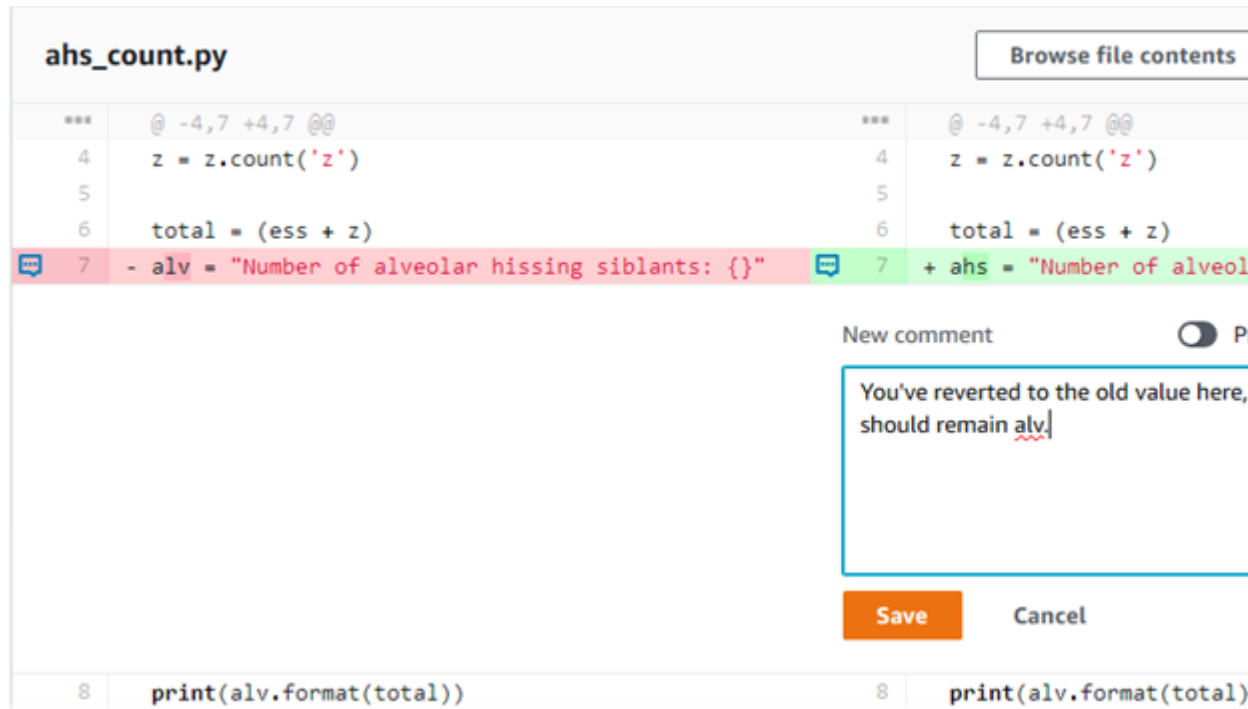 ahs_count.py
Browse file contents
@ -4,7 +4,7 @@
4 z = z.count('z')
5
6 total = (ess + z)
7 - alv = "Number of alveolar hissing siblants: {}"
8 print(alv.format(total))
@ -4,7 +4,7 @@
4 z = z.count('z')
5
6 total = (ess + z)
7 + ahs = "Number of
New comment
You've reverted to the old value here,
should remain alv.
Save Cancel
8 print(alv.format(total)